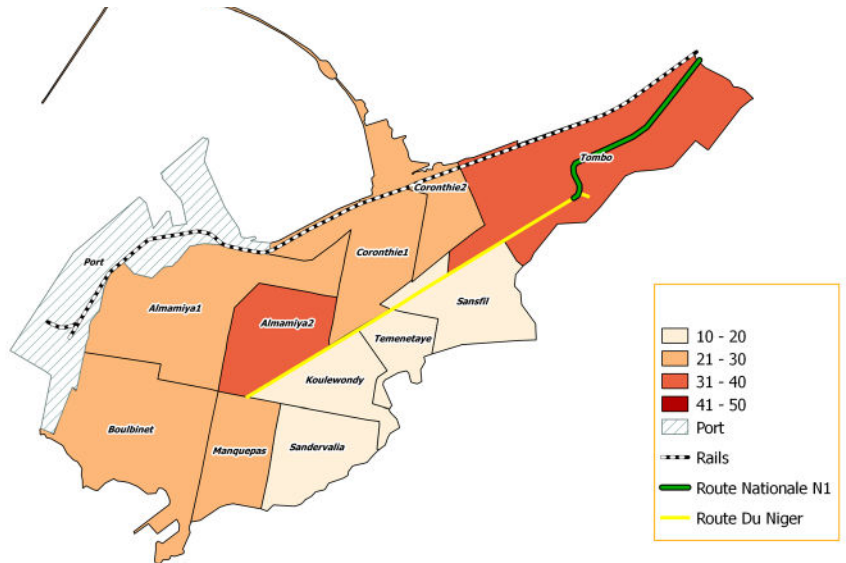 Tombo
Coronthie2
Coronthie1
Port
Sansfil
Almamiya1
Almamiya2
Temenetaye
Koulewondy
Boulbinet
Manquepas
Sandervalia
10 - 20
21 - 30
31 - 40
41 - 50
Port
Rails
Route Nationale N1
Route Du Niger